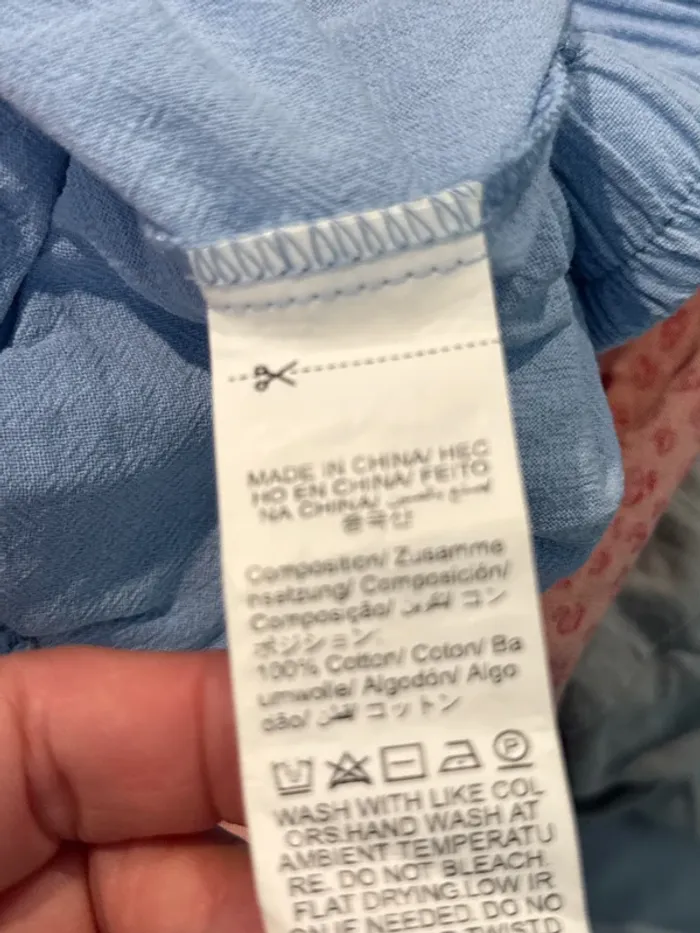 MADE IN CHINA/ HEC
HO EN CHINA/ FEITO
NA CHINA/
중국산
Composition/ Zusamme
nsetzung/ Composición/
Composição/ コン
ポジション:
100% Cotton/ Coton/ Ba
umwolle/ Algodón/ Algo
dão/ コットン
P
WASH WITH LIKE COL
ORS.HAND WASH AT
AMBIENT TEMPERATU
RE. DO NOT BLEACH.
FLAT DRYING.LOW IR
ON IF NEEDED. DO NO